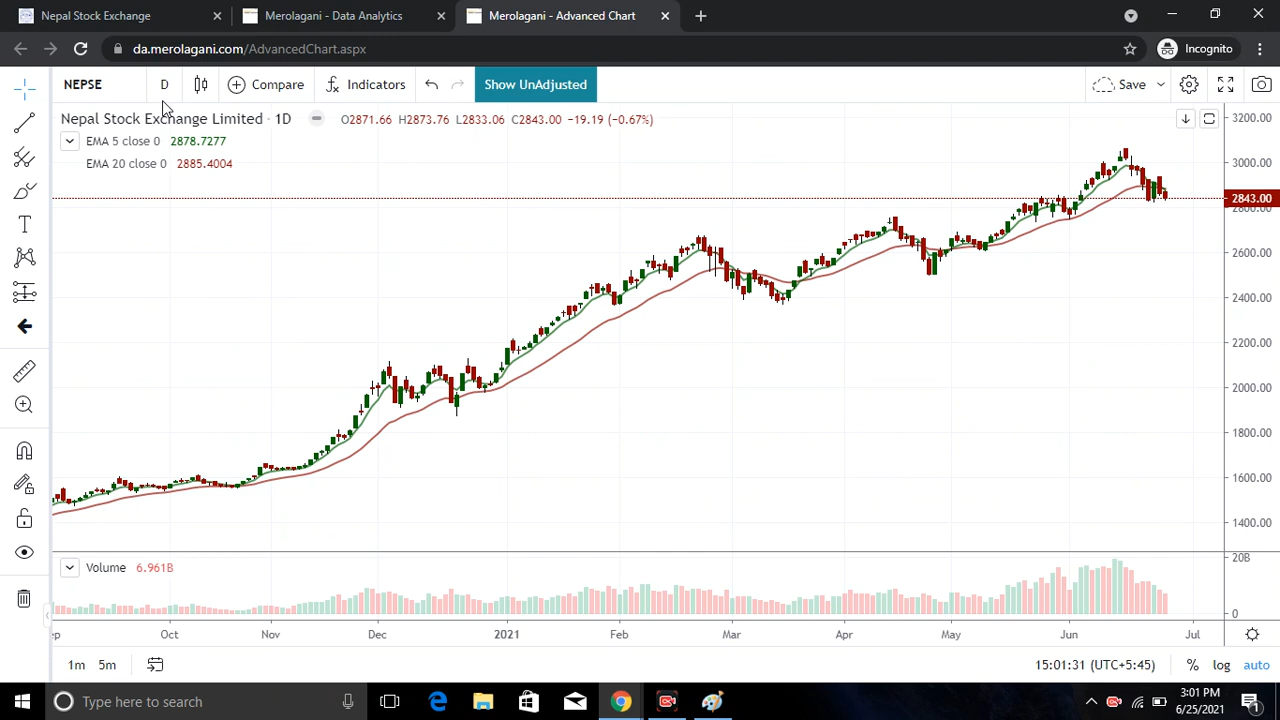 Nepal Stock Exchange
Merolagani - Data Analytics
Merolagani - Advanced Chart
da.merolagani.com/AdvancedChart.aspx
Incognito
NEPSE
D
Compare
Indicators
Show UnAdjusted
Save
Nepal Stock Exchange Limited · 1D
O2871.66 H2873.76 L2833.06 C2843.00 −19.19 (−0.67%)
EMA 5 close 0 2878.7277
EMA 20 close 0 2885.4004
3200.00
3000.00
2843.00
2800.00
2600.00
2400.00
2200.00
2000.00
1800.00
1600.00
1400.00
Volume 6.961B
20B
0
ep
Oct
Nov
Dec
2021
Feb
Mar
Apr
May
Jun
Jul
1m 5m
15:01:31 (UTC+5:45)
% log auto
Type here to search
3:01 PM
6/25/2021
1